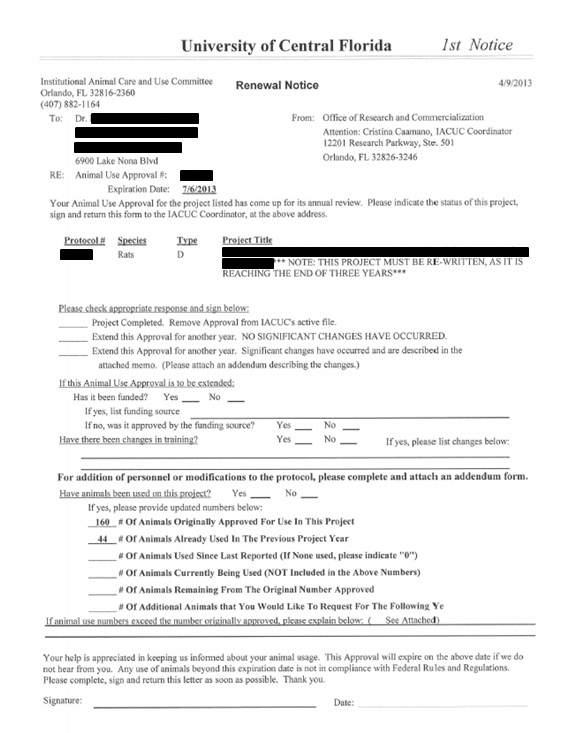 University of Central Florida 1st Notice
Institutional Animal Care and Use Committee
Orlando, FL 32816-2360
(407) 882-1164
Renewal Notice
4/9/2013
To: Dr.
6900 Lake Nona Blvd
From: Office of Research and Commercialization
Attention: Cristina Caamano, IACUC Coordinator
12201 Research Parkway, Ste. 501
Orlando, FL 32826-3246
RE: Animal Use Approval #:
Expiration Date: 7/6/2013
Your Animal Use Approval for the project listed has come up for its annual review. Please indicate the status of this project,
sign and return this form to the IACUC Coordinator, at the above address.
Protocol # Species Type Project Title
Rats D
*** NOTE: THIS PROJECT MUST BE RE-WRITTEN, AS IT IS
REACHING THE END OF THREE YEARS***
Please check appropriate response and sign below:
______ Project Completed. Remove Approval from IACUC's active file.
______ Extend this Approval for another year. NO SIGNIFICANT CHANGES HAVE OCCURRED.
______ Extend this Approval for another year. Significant changes have occurred and are described in the
attached memo. (Please attach an addendum describing the changes.)
If this Animal Use Approval is to be extended:
Has it been funded? Yes ____ No ____
If yes, list funding source
If no, was it approved by the funding source? Yes ____ No ____
Have there been changes in training? Yes ____ No ____ If yes, please list changes below:
For addition of personnel or modifications to the protocol, please complete and attach an addendum form.
Have animals been used on this project? Yes ____ No ____
If yes, please provide updated numbers below:
160 # Of Animals Originally Approved For Use In This Project
44 # Of Animals Already Used In The Previous Project Year
______ # Of Animals Used Since Last Reported (If None used, please indicate "0")
______ # Of Animals Currently Being Used (NOT Included in the Above Numbers)
______ # Of Animals Remaining From The Original Number Approved
______ # Of Additional Animals that You Would Like To Request For The Following Ye
If animal use numbers exceed the number originally approved, please explain below: ( See Attached)
Your help is appreciated in keeping us informed about your animal usage. This Approval will expire on the above date if we do
not hear from you. Any use of animals beyond this expiration date is not in compliance with Federal Rules and Regulations.
Please complete, sign and return this letter as soon as possible. Thank you.
Signature: Date: